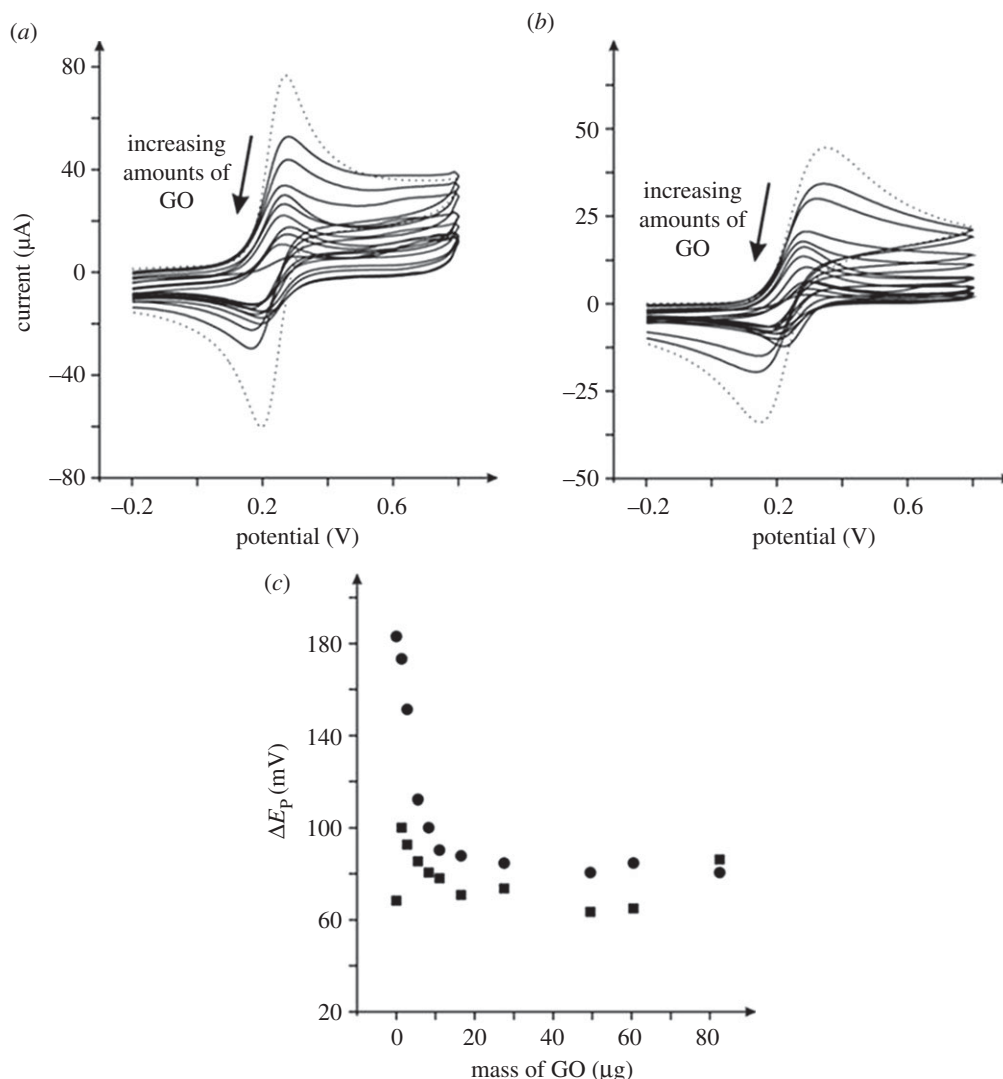 (a)
80
40
0
–40
–80
current (µA)
increasing
amounts of
GO
–0.2
0.2
0.6
potential (V)
(b)
50
25
0
–25
–50
increasing
amounts of
GO
–0.2
0.2
0.6
potential (V)
(c)
180
140
100
60
20
ΔEP (mV)
0
20
40
60
80
mass of GO (µg)